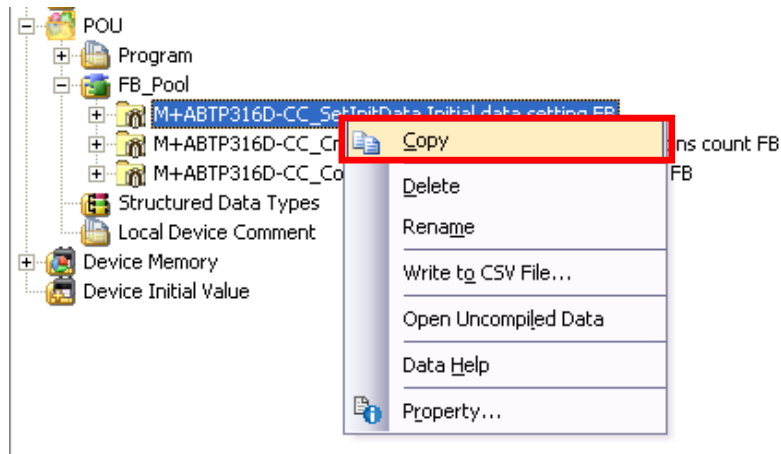 POU
Program
FB_Pool
M+ABTP316D-CC_SetInitData Initial data setting FB
M+ABTP316D-CC_Cr
ns count FB
M+ABTP316D-CC_Co
FB
Structured Data Types
Local Device Comment
Device Memory
Device Initial Value
Copy
Delete
Rename
Write to CSV File...
Open Uncompiled Data
Data Help
Property...